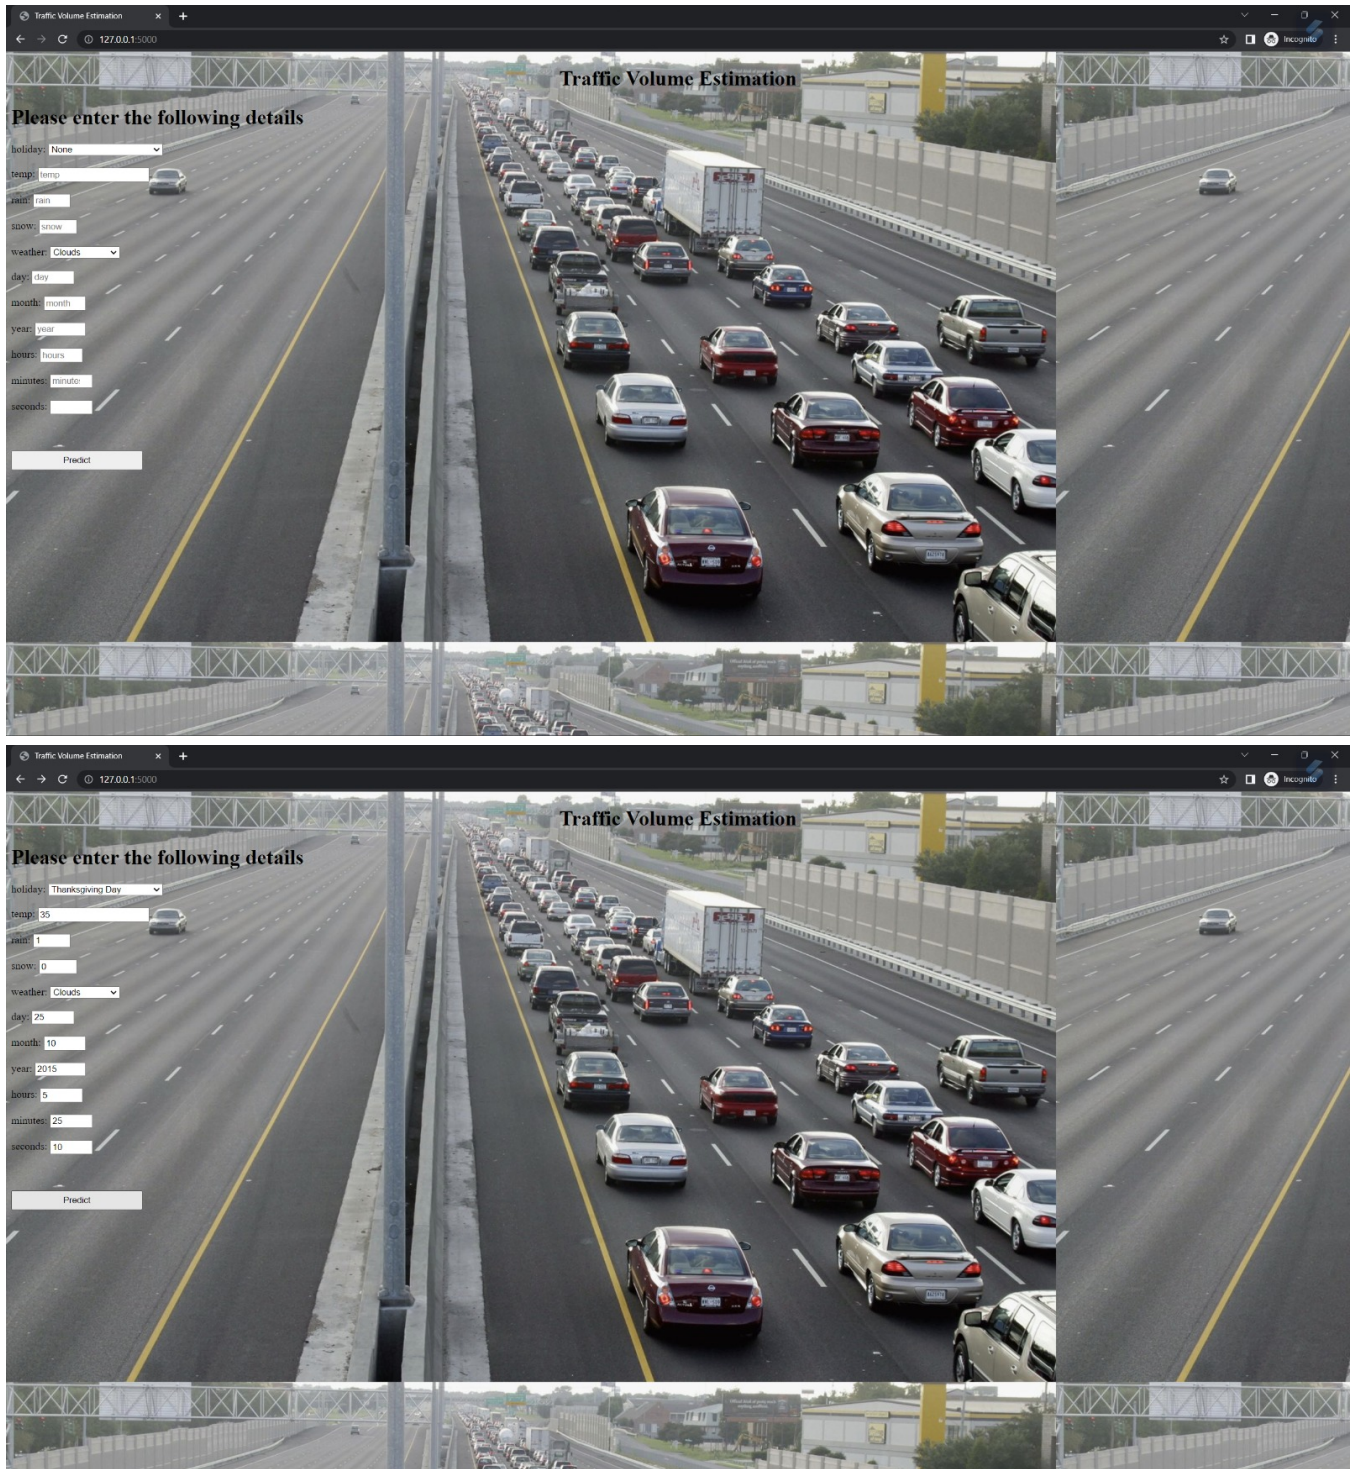 Traffic Volume Estimation
127.0.0.1:5000
Incognito
Traffic Volume Estimation
Please enter the following details
holiday: None
temp: temp
rain: rain
snow: snow
weather: Clouds
day: day
month: month
year: year
hours: hours
minutes: minute
seconds:
Predict
Traffic Volume Estimation
127.0.0.1:5000
Incognito
Traffic Volume Estimation
Please enter the following details
holiday: Thanksgiving Day
temp: 35
rain: 1
snow: 0
weather: Clouds
day: 25
month: 10
year: 2015
hours: 5
minutes: 25
seconds: 10
Predict